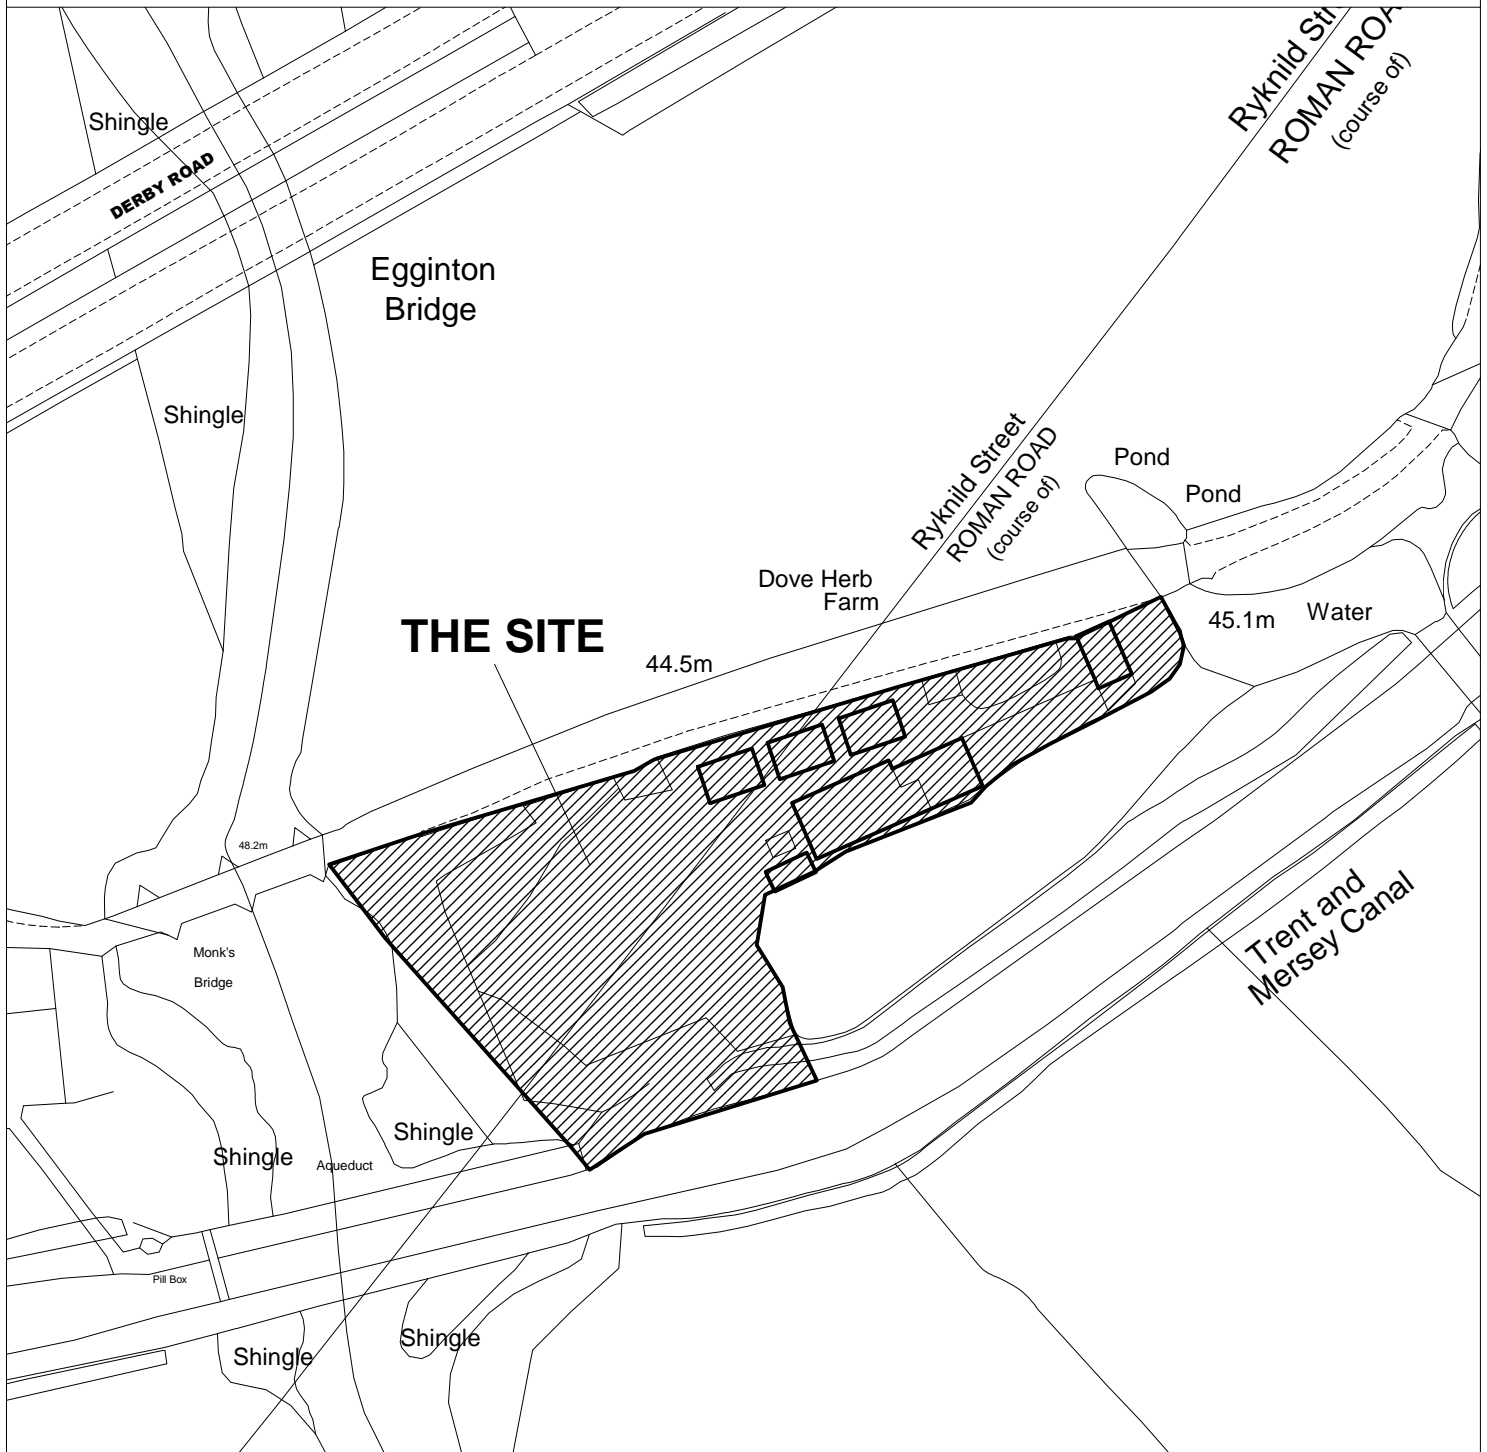 Ryknild Str
ROMAN ROA
(course of)
Shingle
DERBY ROAD
Egginton
Bridge
Shingle
Ryknild Street
ROMAN ROAD
(course of)
Pond
Pond
Dove Herb
Farm
THE SITE
44.5m
45.1m
Water
48.2m
Monk's
Bridge
Trent and
Mersey Canal
Shingle
Shingle
Aqueduct
Pill Box
Shingle
Shingle